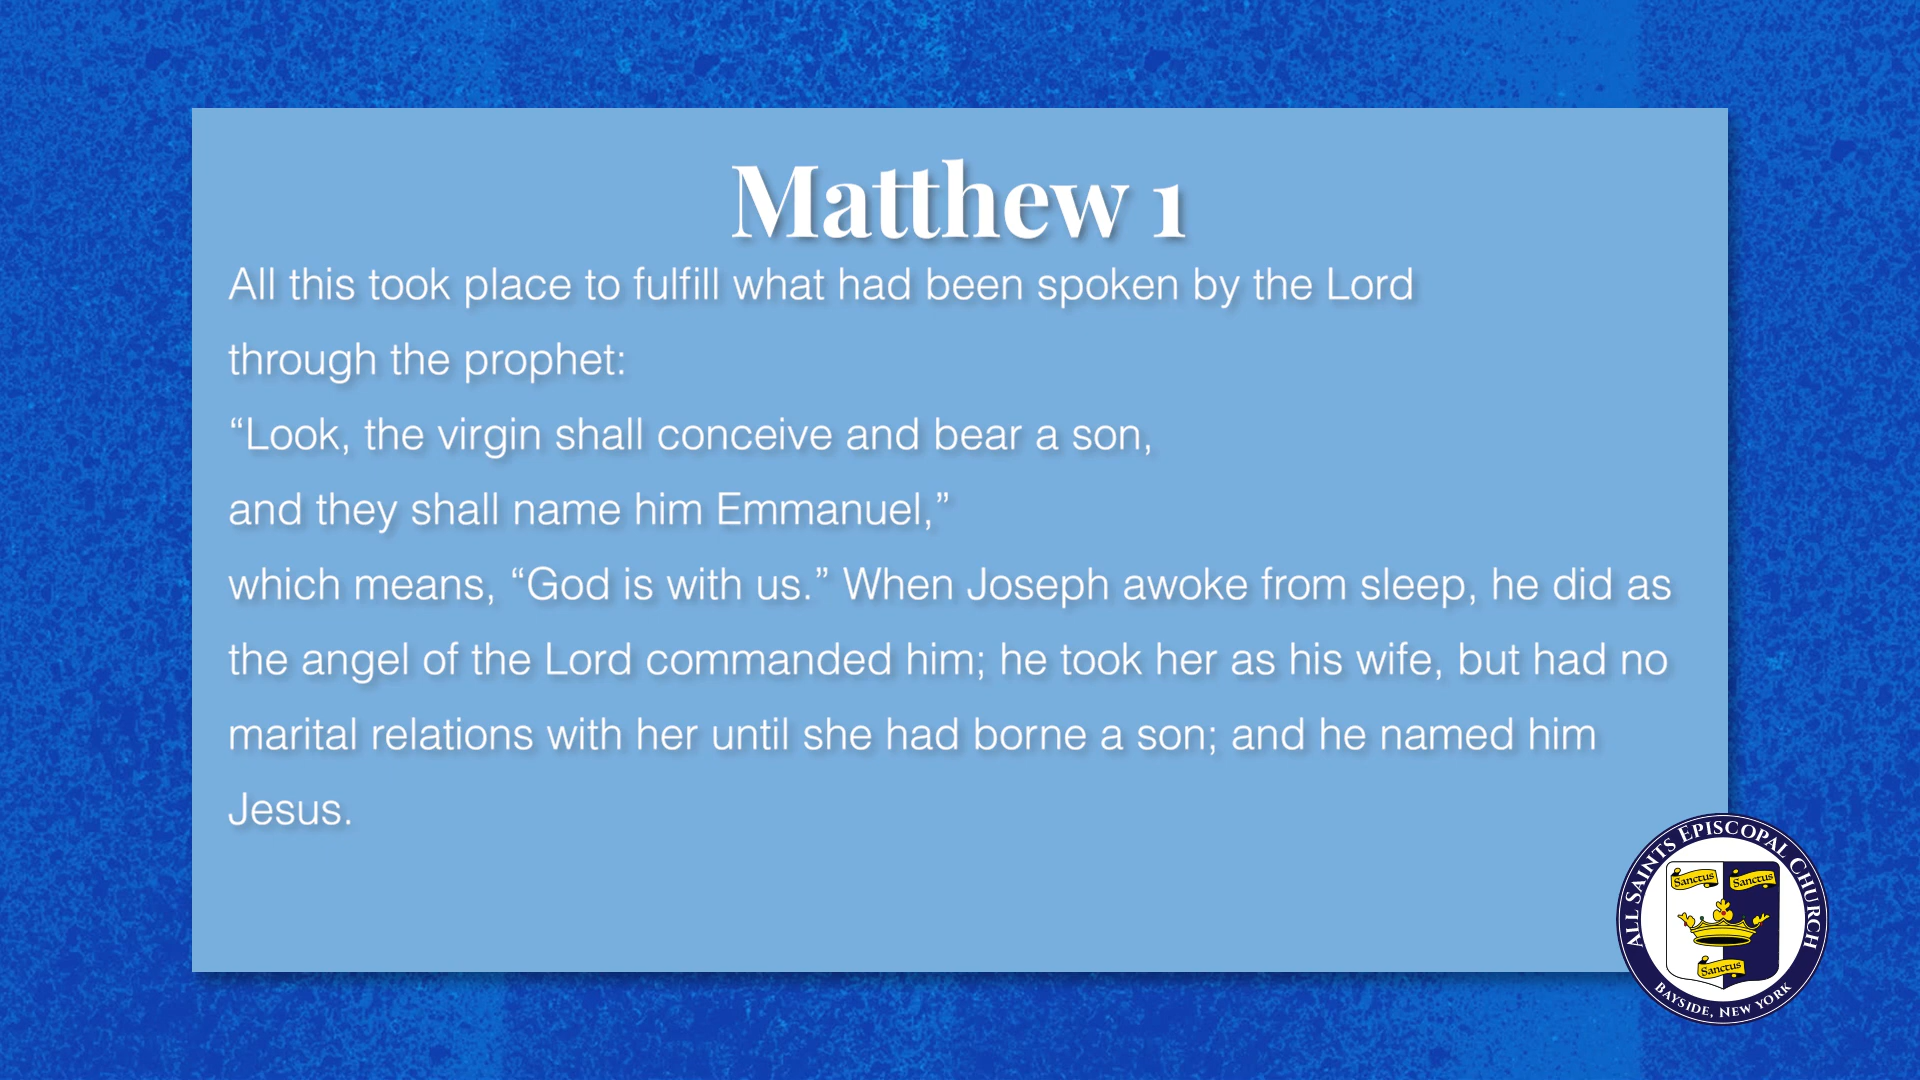 Matthew 1
All this took place to fulfill what had been spoken by the Lord
through the prophet:
“Look, the virgin shall conceive and bear a son,
and they shall name him Emmanuel,”
which means, “God is with us.” When Joseph awoke from sleep, he did as
the angel of the Lord commanded him; he took her as his wife, but had no
marital relations with her until she had borne a son; and he named him
Jesus.
ALL SAINTS EPISCOPAL CHURCH
Sanctus
Sanctus
Sanctus
BAYSIDE, NEW YORK